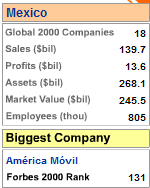 Mexico
Global 2000 Companies 18
Sales ($bil) 139.7
Profits ($bil) 13.6
Assets ($bil) 268.1
Market Value ($bil) 245.5
Employees (thou) 805
Biggest Company
América Móvil
Forbes 2000 Rank 131